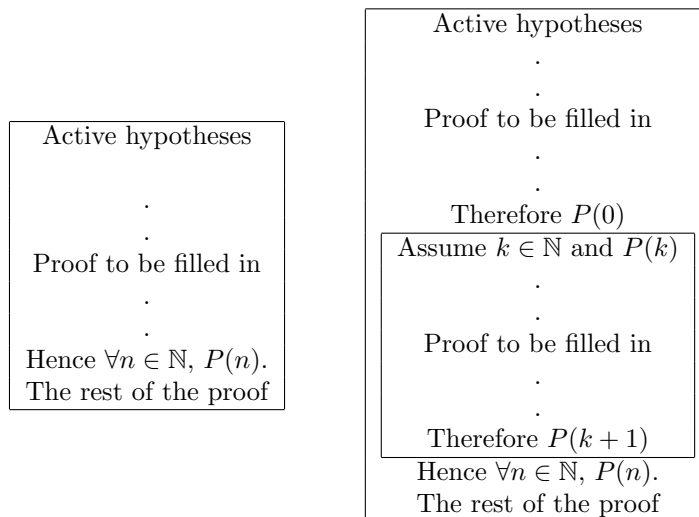 Active hypotheses
.
.
Proof to be filled in
.
.
Hence ∀n ∈ ℕ, P(n).
The rest of the proof
Active hypotheses
.
.
Proof to be filled in
.
.
Therefore P(0)
Assume k ∈ ℕ and P(k)
.
.
Proof to be filled in
.
.
Therefore P(k + 1)
Hence ∀n ∈ ℕ, P(n).
The rest of the proof